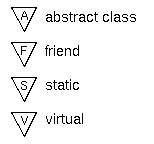 A abstract class
F friend
S static
V virtual